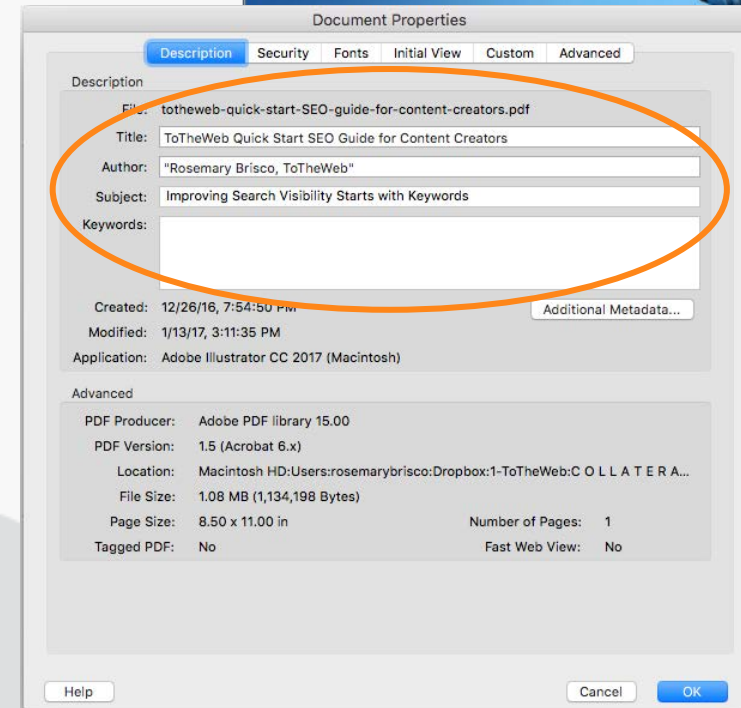 Document Properties
Description Security Fonts Initial View Custom Advanced
Description
File: totheweb-quick-start-SEO-guide-for-content-creators.pdf
Title: ToTheWeb Quick Start SEO Guide for Content Creators
Author: "Rosemary Brisco, ToTheWeb"
Subject: Improving Search Visibility Starts with Keywords
Keywords:
Created: 12/26/16, 7:54:50 PM
Additional Metadata...
Modified: 1/13/17, 3:11:35 PM
Application: Adobe Illustrator CC 2017 (Macintosh)
Advanced
PDF Producer: Adobe PDF library 15.00
PDF Version: 1.5 (Acrobat 6.x)
Location: Macintosh HD:Users:rosemarybrisco:Dropbox:1-ToTheWeb:C O L L A T E R A...
File Size: 1.08 MB (1,134,198 Bytes)
Page Size: 8.50 x 11.00 in Number of Pages: 1
Tagged PDF: No Fast Web View: No
Help Cancel OK